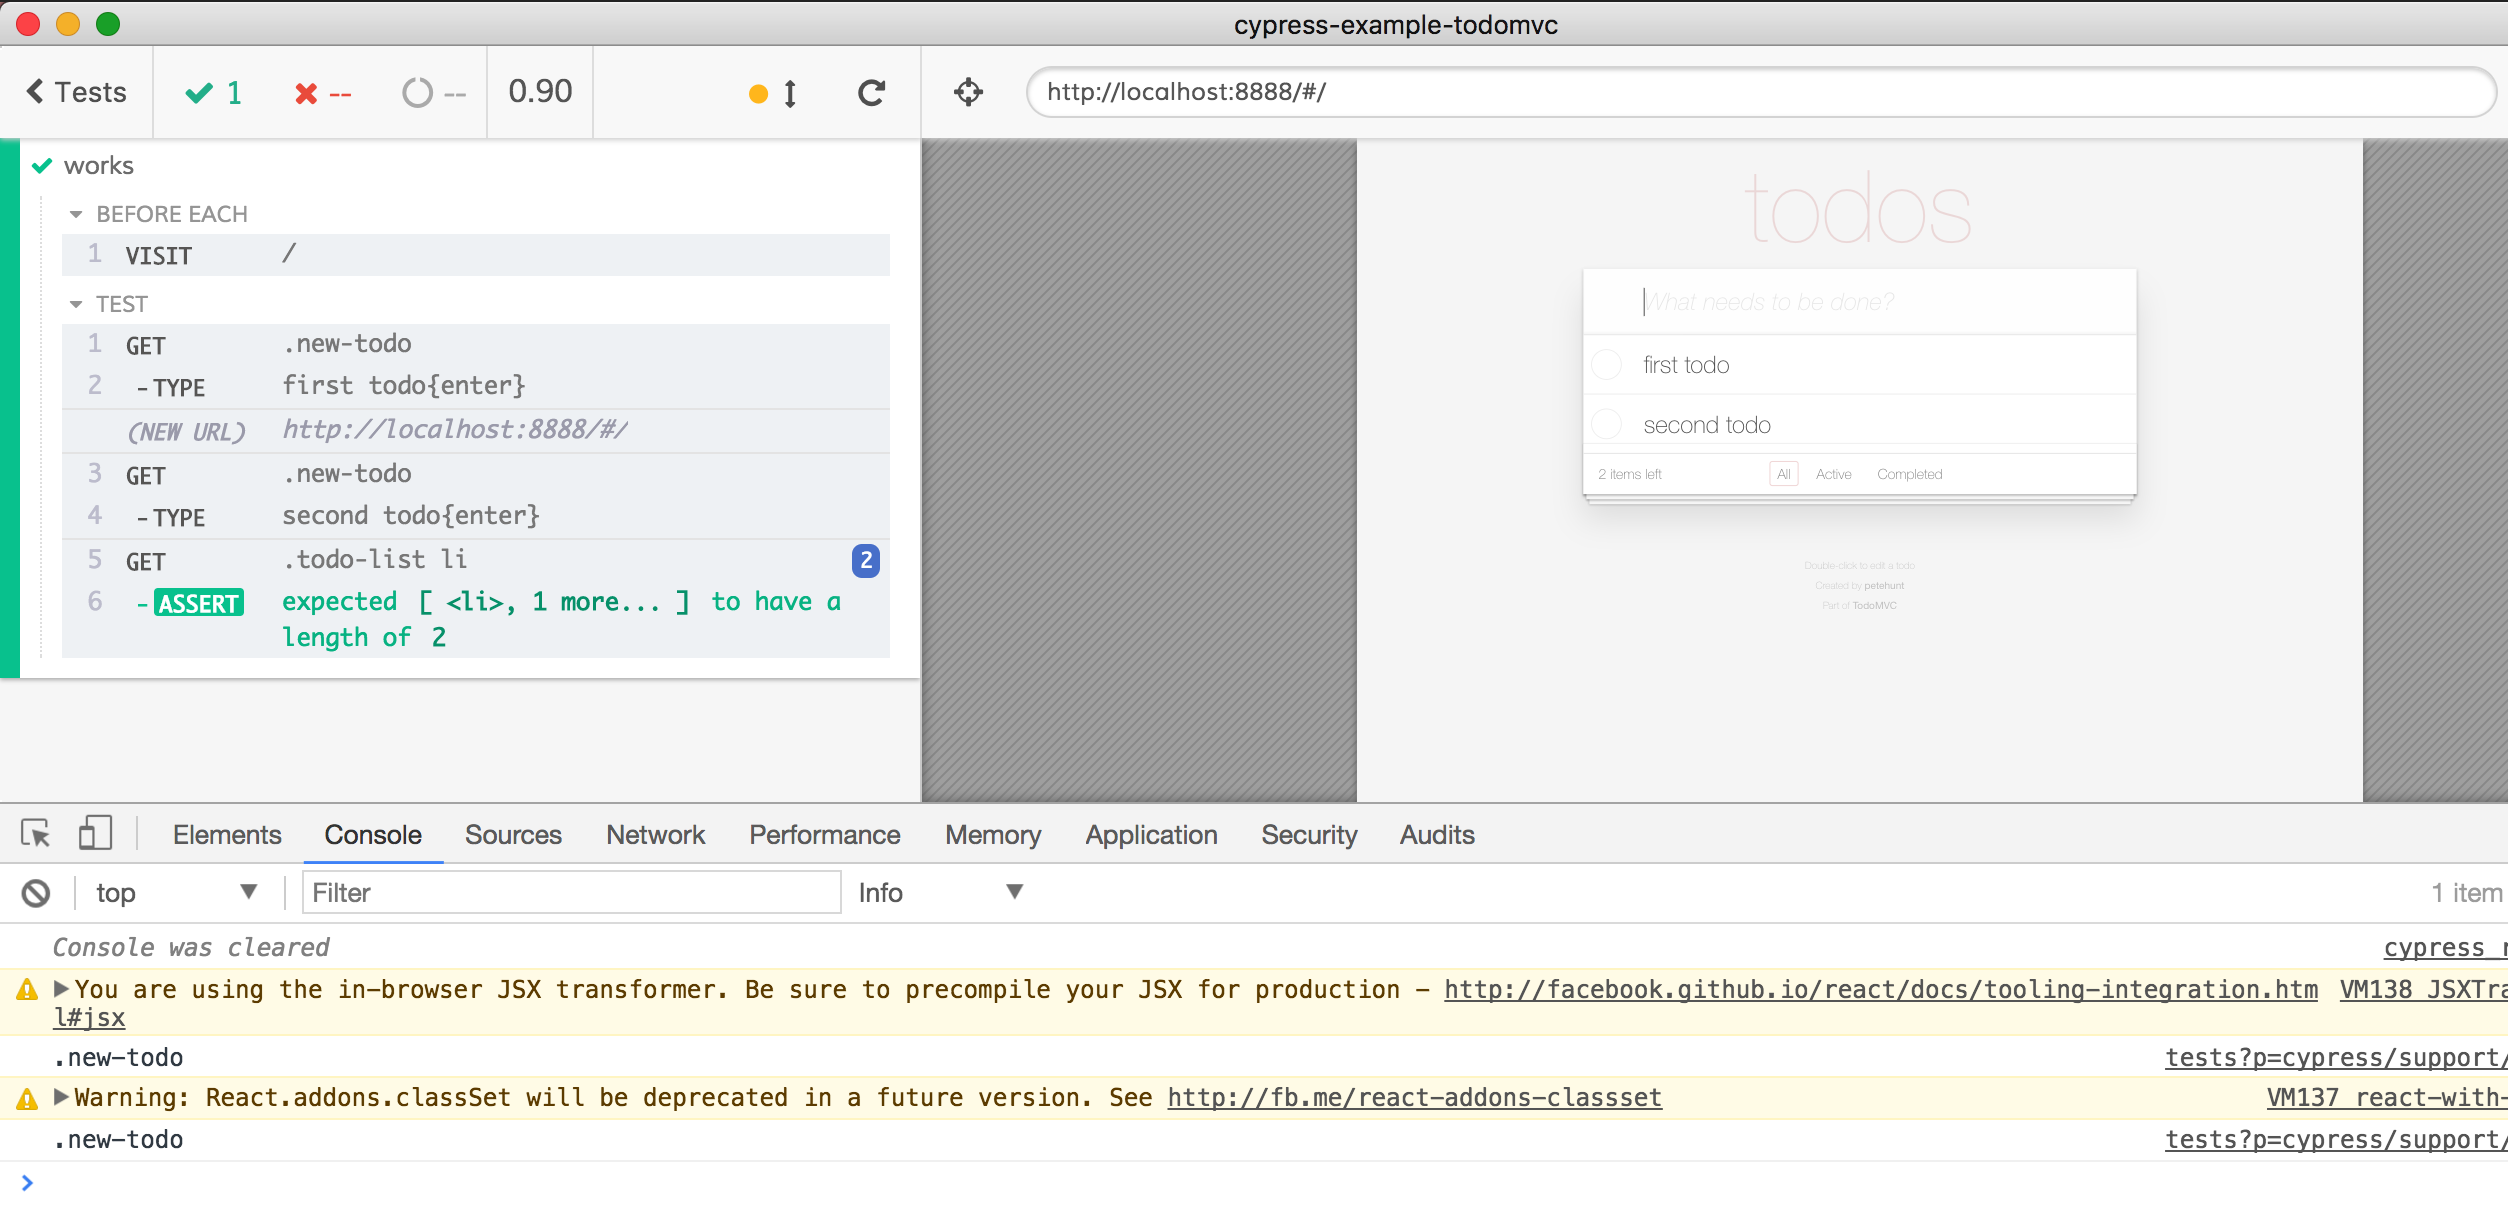 cypress-example-todomvc
Tests 1 -- -- 0.90 http://localhost:8888/#/
works
BEFORE EACH
1 VISIT /
TEST
1 GET .new-todo
2 -TYPE first todo{enter}
(NEW URL) http://localhost:8888/#/
3 GET .new-todo
4 -TYPE second todo{enter}
5 GET .todo-list li 2
6 -ASSERT expected [ <li>, 1 more... ] to have a
length of 2
todos
What needs to be done?
first todo
second todo
2 items left All Active Completed
Double-click to edit a todo
Created by petehunt
Part of TodoMVC
Elements Console Sources Network Performance Memory Application Security Audits
top ▼ Filter Info ▼ 1 item
Console was cleared cypress_r
You are using the in-browser JSX transformer. Be sure to precompile your JSX for production – http://facebook.github.io/react/docs/tooling-integration.htm VM138 JSXTra
l#jsx
.new-todo tests?p=cypress/support/
Warning: React.addons.classSet will be deprecated in a future version. See http://fb.me/react-addons-classset VM137 react-with-
.new-todo tests?p=cypress/support/